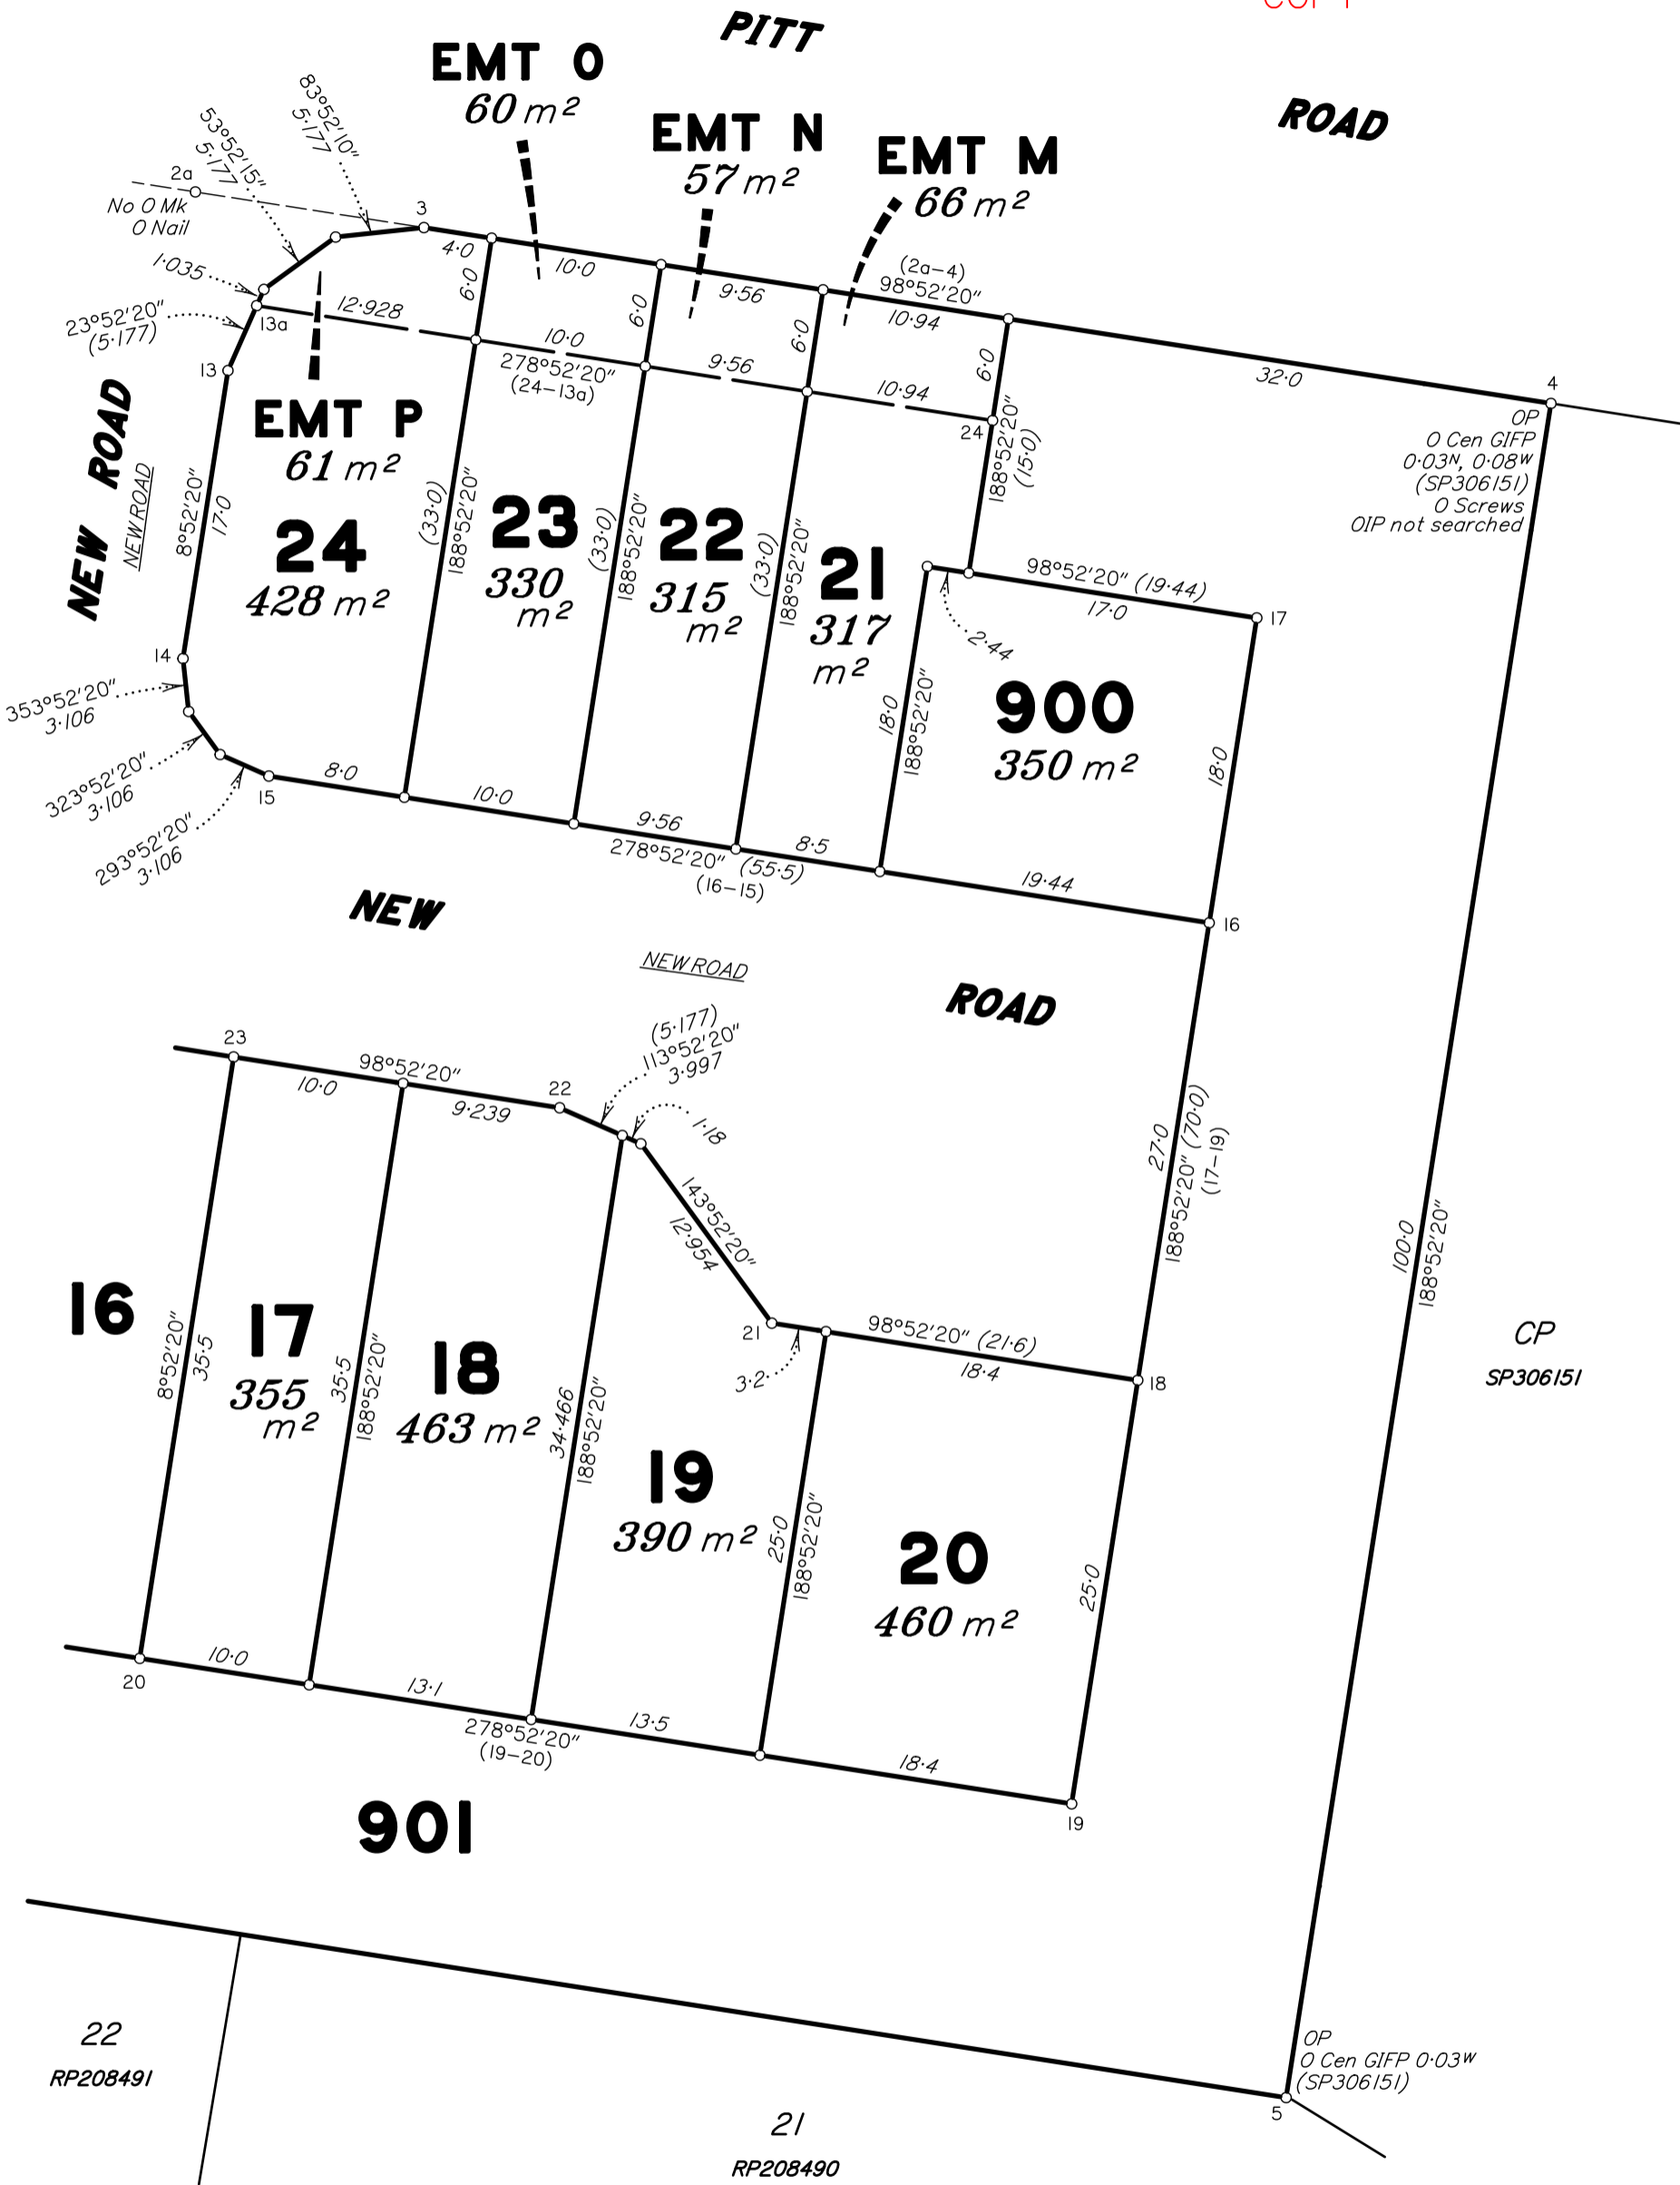 PITT
ROAD
EMT O
60 m²
EMT N
57 m²
EMT M
66 m²
83°52'10"
5·177
53°52'15"
5·177
2a
No O Mk
O Nail
3
1·035
23°52'20"
(5·177)
13a
13
4·0
6·0
10·0
6·0
9·56
6·0
(2a-4)
98°52'20"
10·94
6·0
32·0
4
12·928
10·0
278°52'20"
(24-13a)
9·56
10·94
24
188°52'20"
(15·0)
OP
O Cen GIFP
0·03N, 0·08W
(SP306151)
O Screws
OIP not searched
NEW ROAD
NEW ROAD
8°52'20"
17·0
EMT P
61 m²
24
428 m²
(33·0)
188°52'20"
23
330
m²
(33·0)
188°52'20"
22
315
m²
(33·0)
188°52'20"
21
317
m²
98°52'20" (19·44)
17·0
17
2·44
18·0
188°52'20"
900
350 m²
18·0
14
353°52'20"
3·106
323°52'20"
3·106
293°52'20"
3·106
15
8·0
10·0
9·56
278°52'20" (55·5)
(16-15)
8·5
19·44
16
NEW
NEW ROAD
ROAD
23
10·0
98°52'20"
9·239
22
(5·177)
113°52'20"
3·997
1·18
143°52'20"
12·954
27·0
188°52'20" (70·0)
(17-19)
100·0
188°52'20"
21
3·2
98°52'20" (21·6)
18·4
18
CP
SP306151
16
8°52'20"
35·5
17
355
m²
35·5
188°52'20"
18
463 m²
34·466
188°52'20"
19
390 m²
25·0
188°52'20"
20
460 m²
25·0
20
10·0
13·1
278°52'20"
(19-20)
13·5
18·4
19
901
22
RP208491
21
RP208490
OP
O Cen GIFP 0·03W
(SP306151)
5